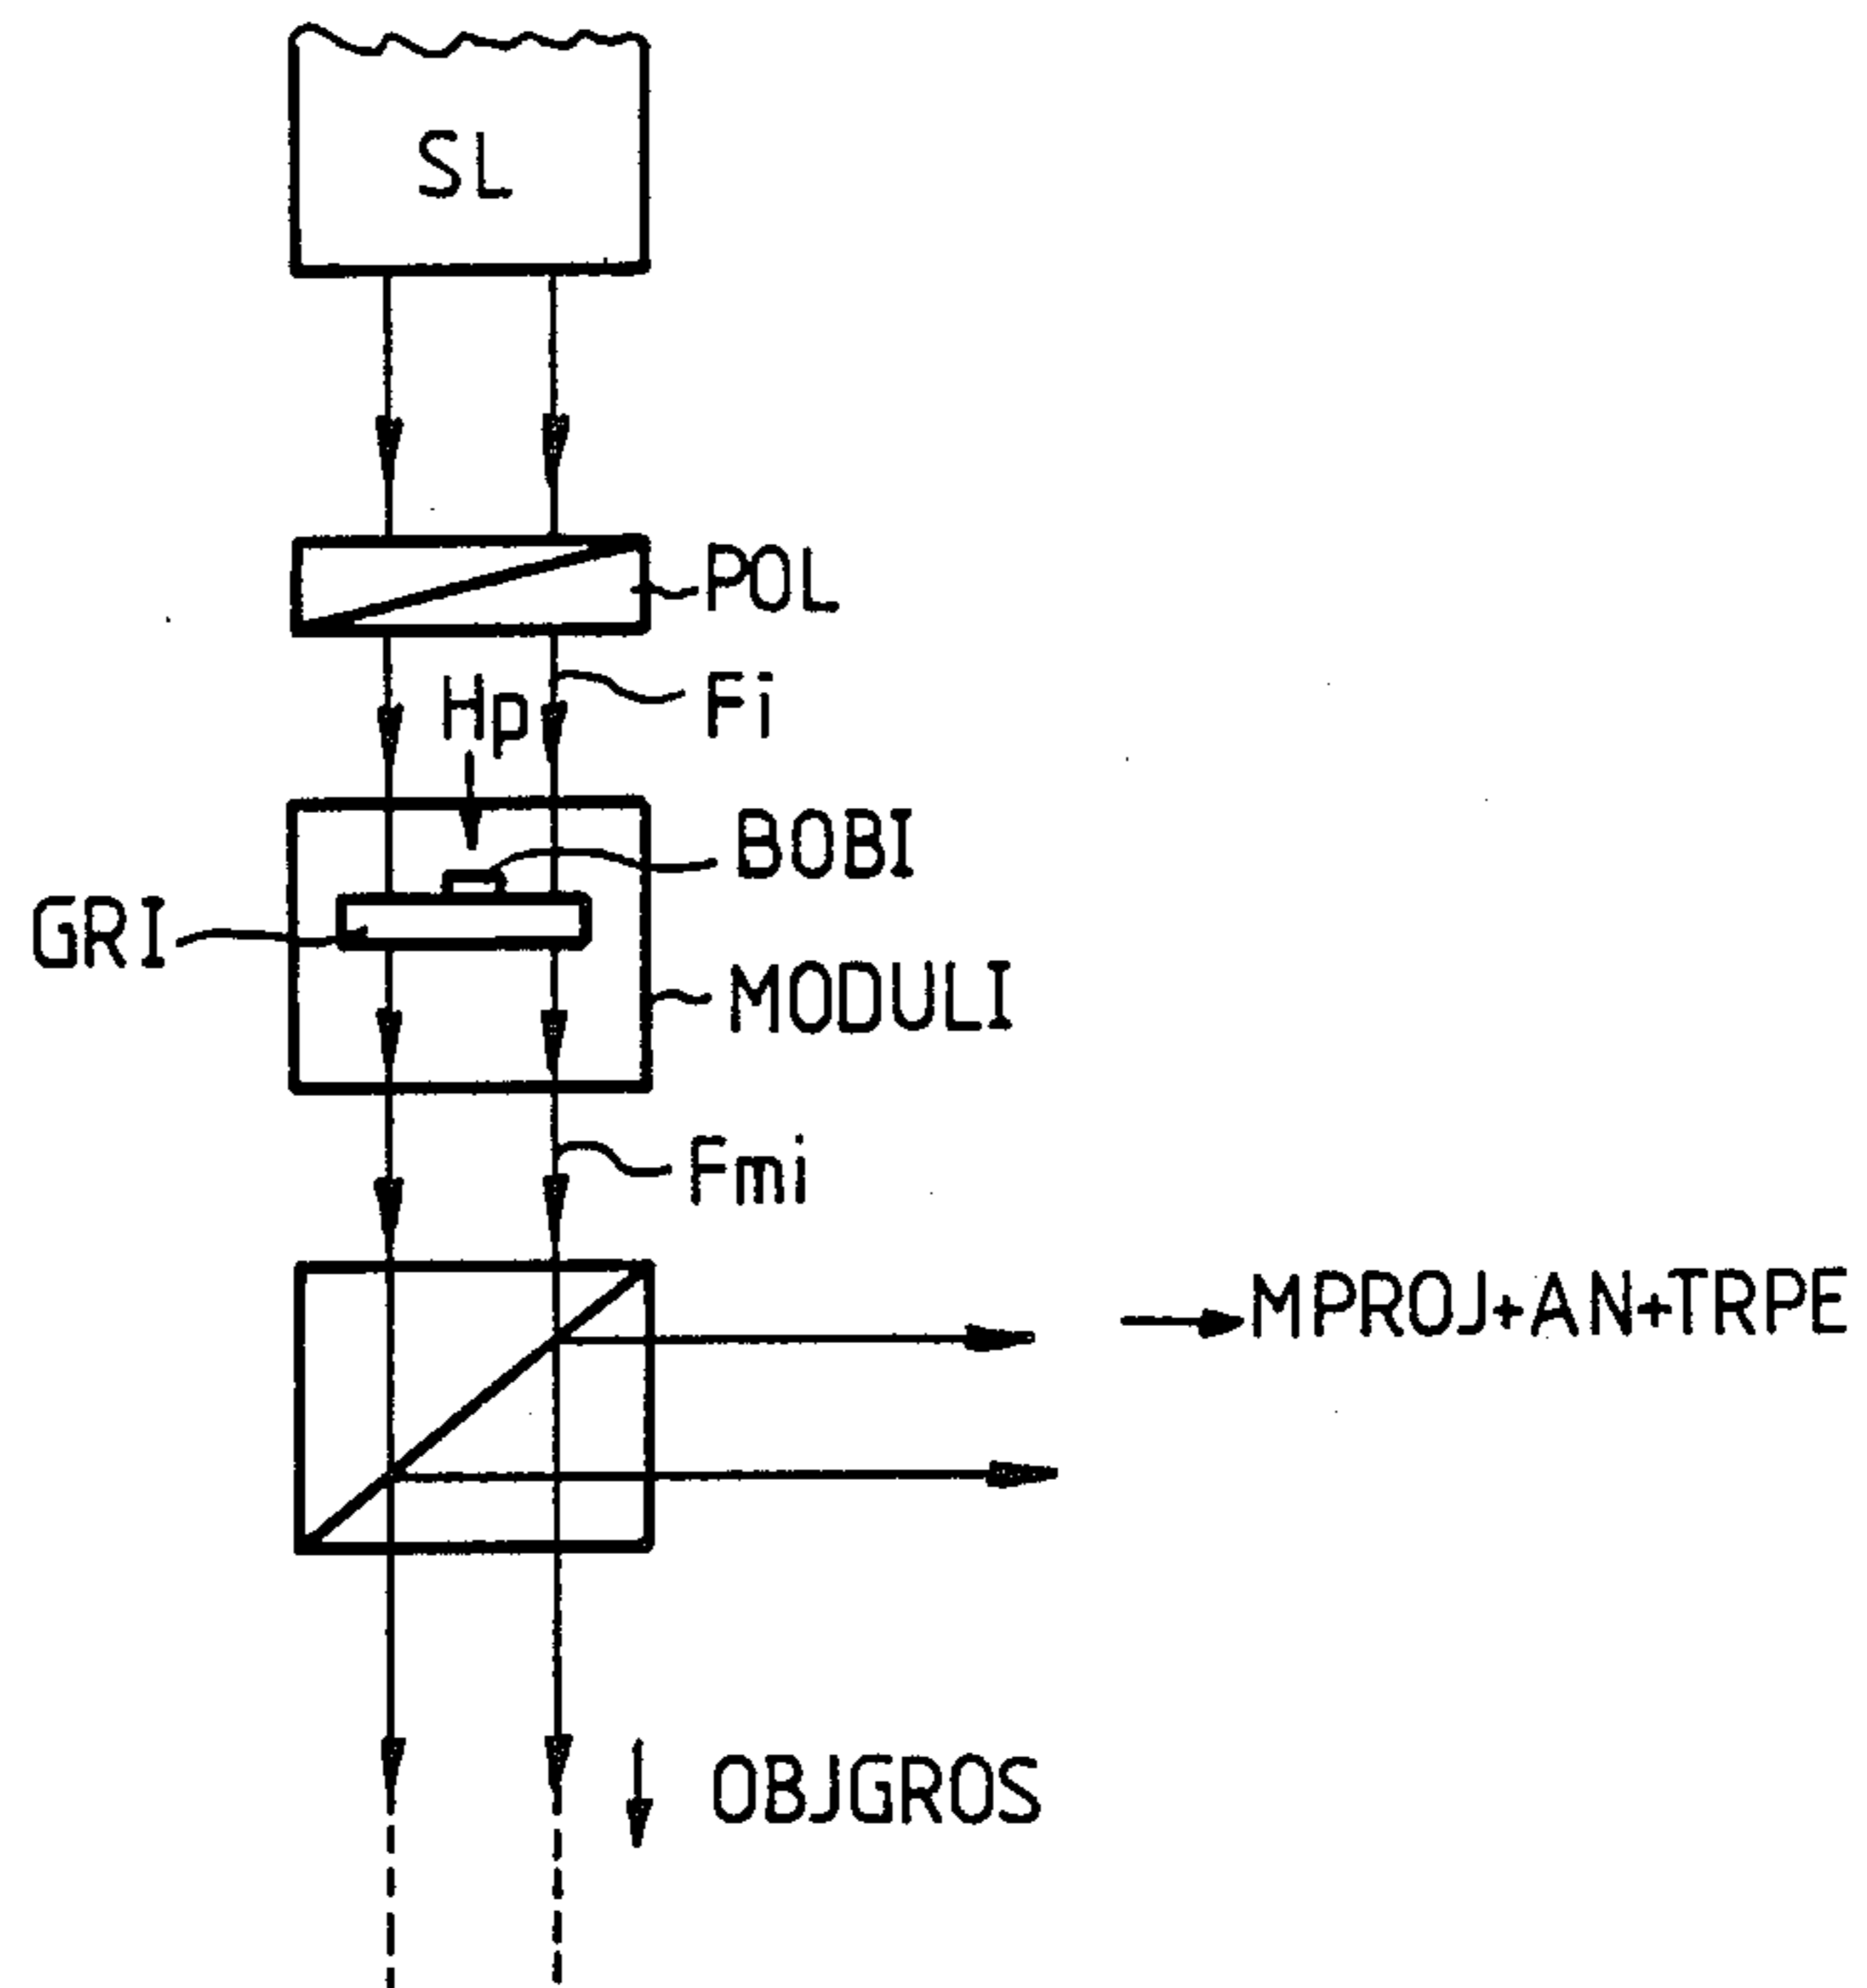 SL
POL
Hp
Fi
BOBI
GRI
MODULI
Fmi
MPROJ+AN+TRPE
OBJGROS